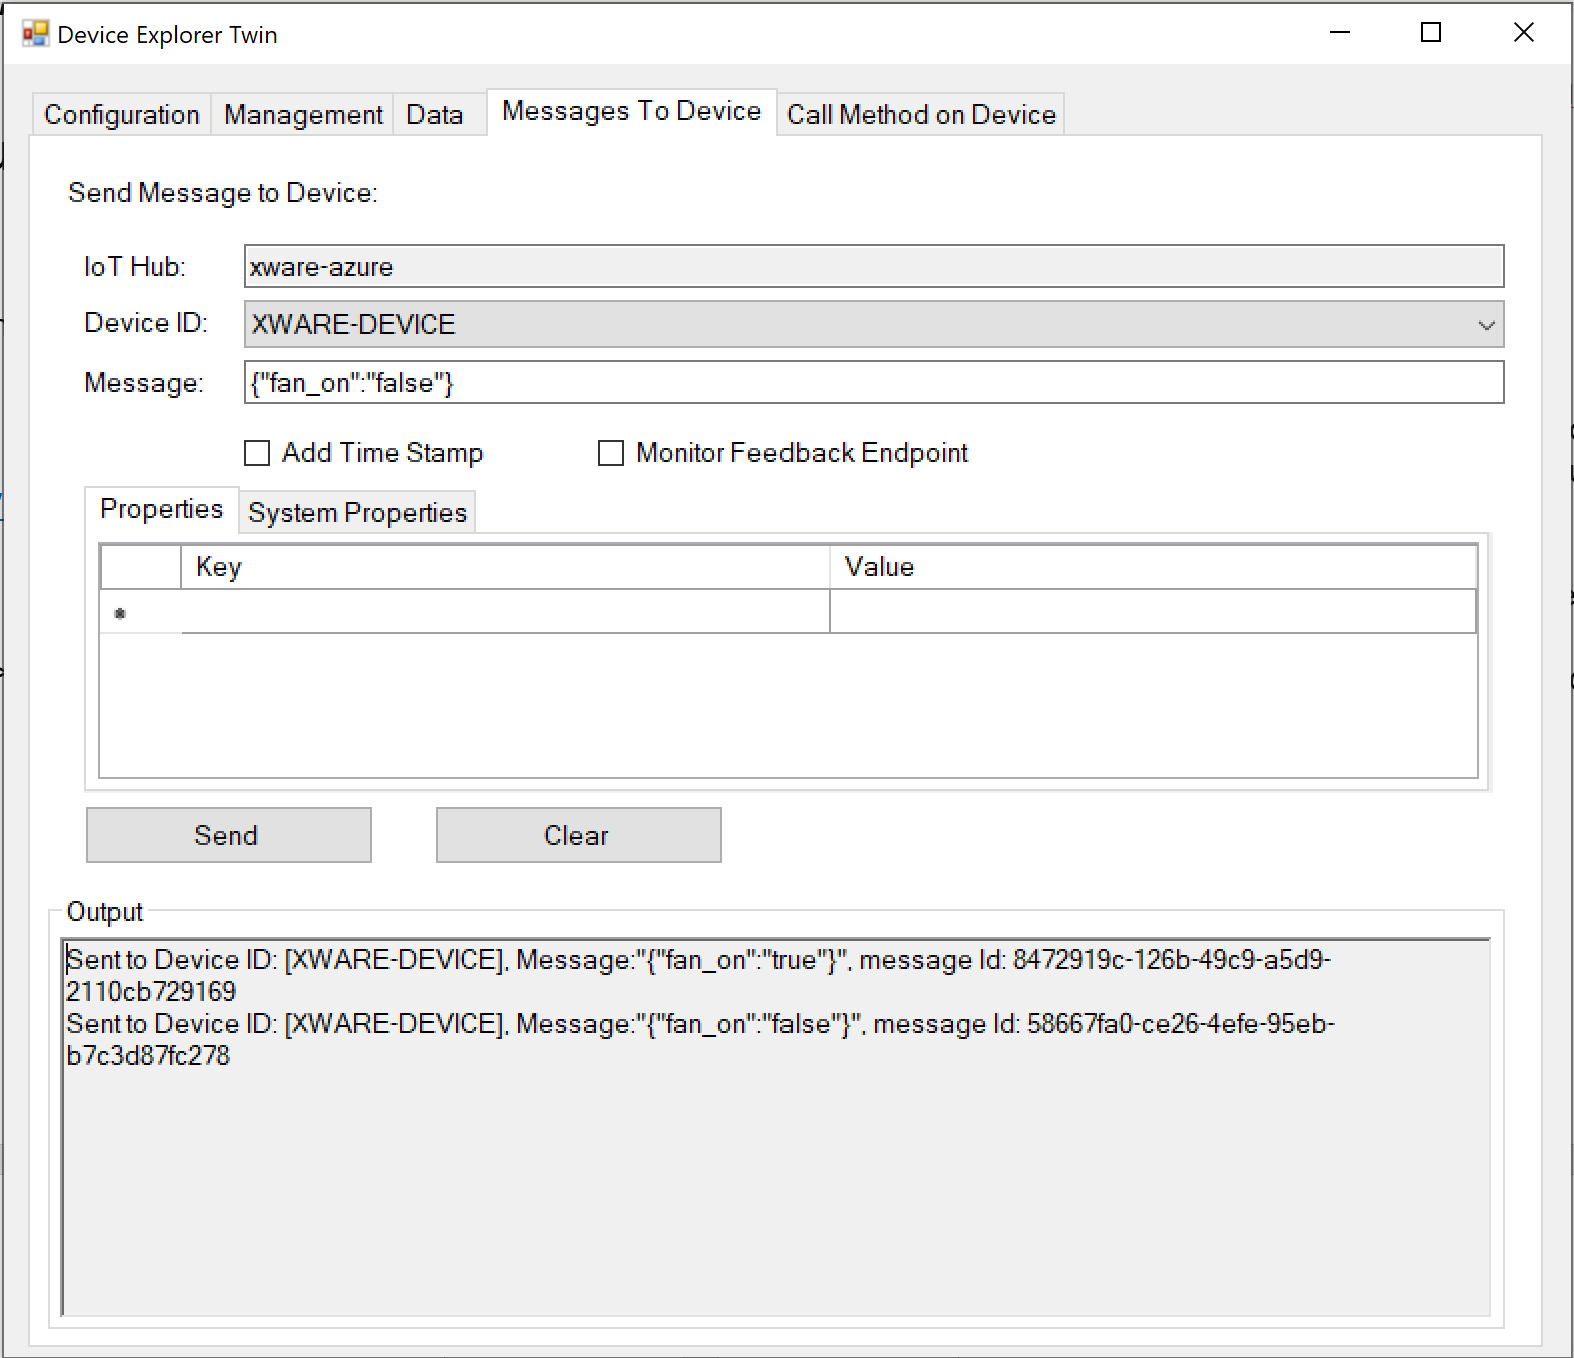 Device Explorer Twin
Configuration Management Data Messages To Device Call Method on Device
Send Message to Device:
IoT Hub: xware-azure
Device ID: XWARE-DEVICE
Message: {"fan_on":"false"}
Add Time Stamp Monitor Feedback Endpoint
Properties System Properties
Key Value
Send Clear
Output
Sent to Device ID: [XWARE-DEVICE], Message:"{"fan_on":"true"}", message Id: 8472919c-126b-49c9-a5d9-
2110cb729169
Sent to Device ID: [XWARE-DEVICE], Message:"{"fan_on":"false"}", message Id: 58667fa0-ce26-4efe-95eb-
b7c3d87fc278